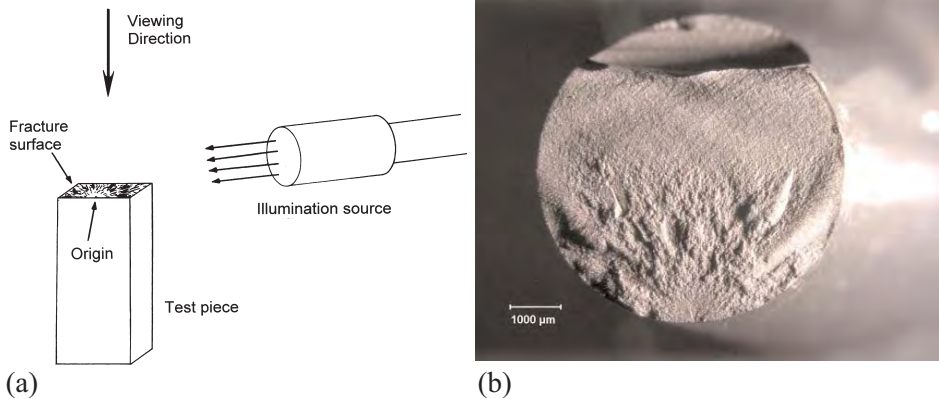 Viewing
Direction
Fracture
surface
Origin
Illumination source
Test piece
(a)
1000 µm
(b)